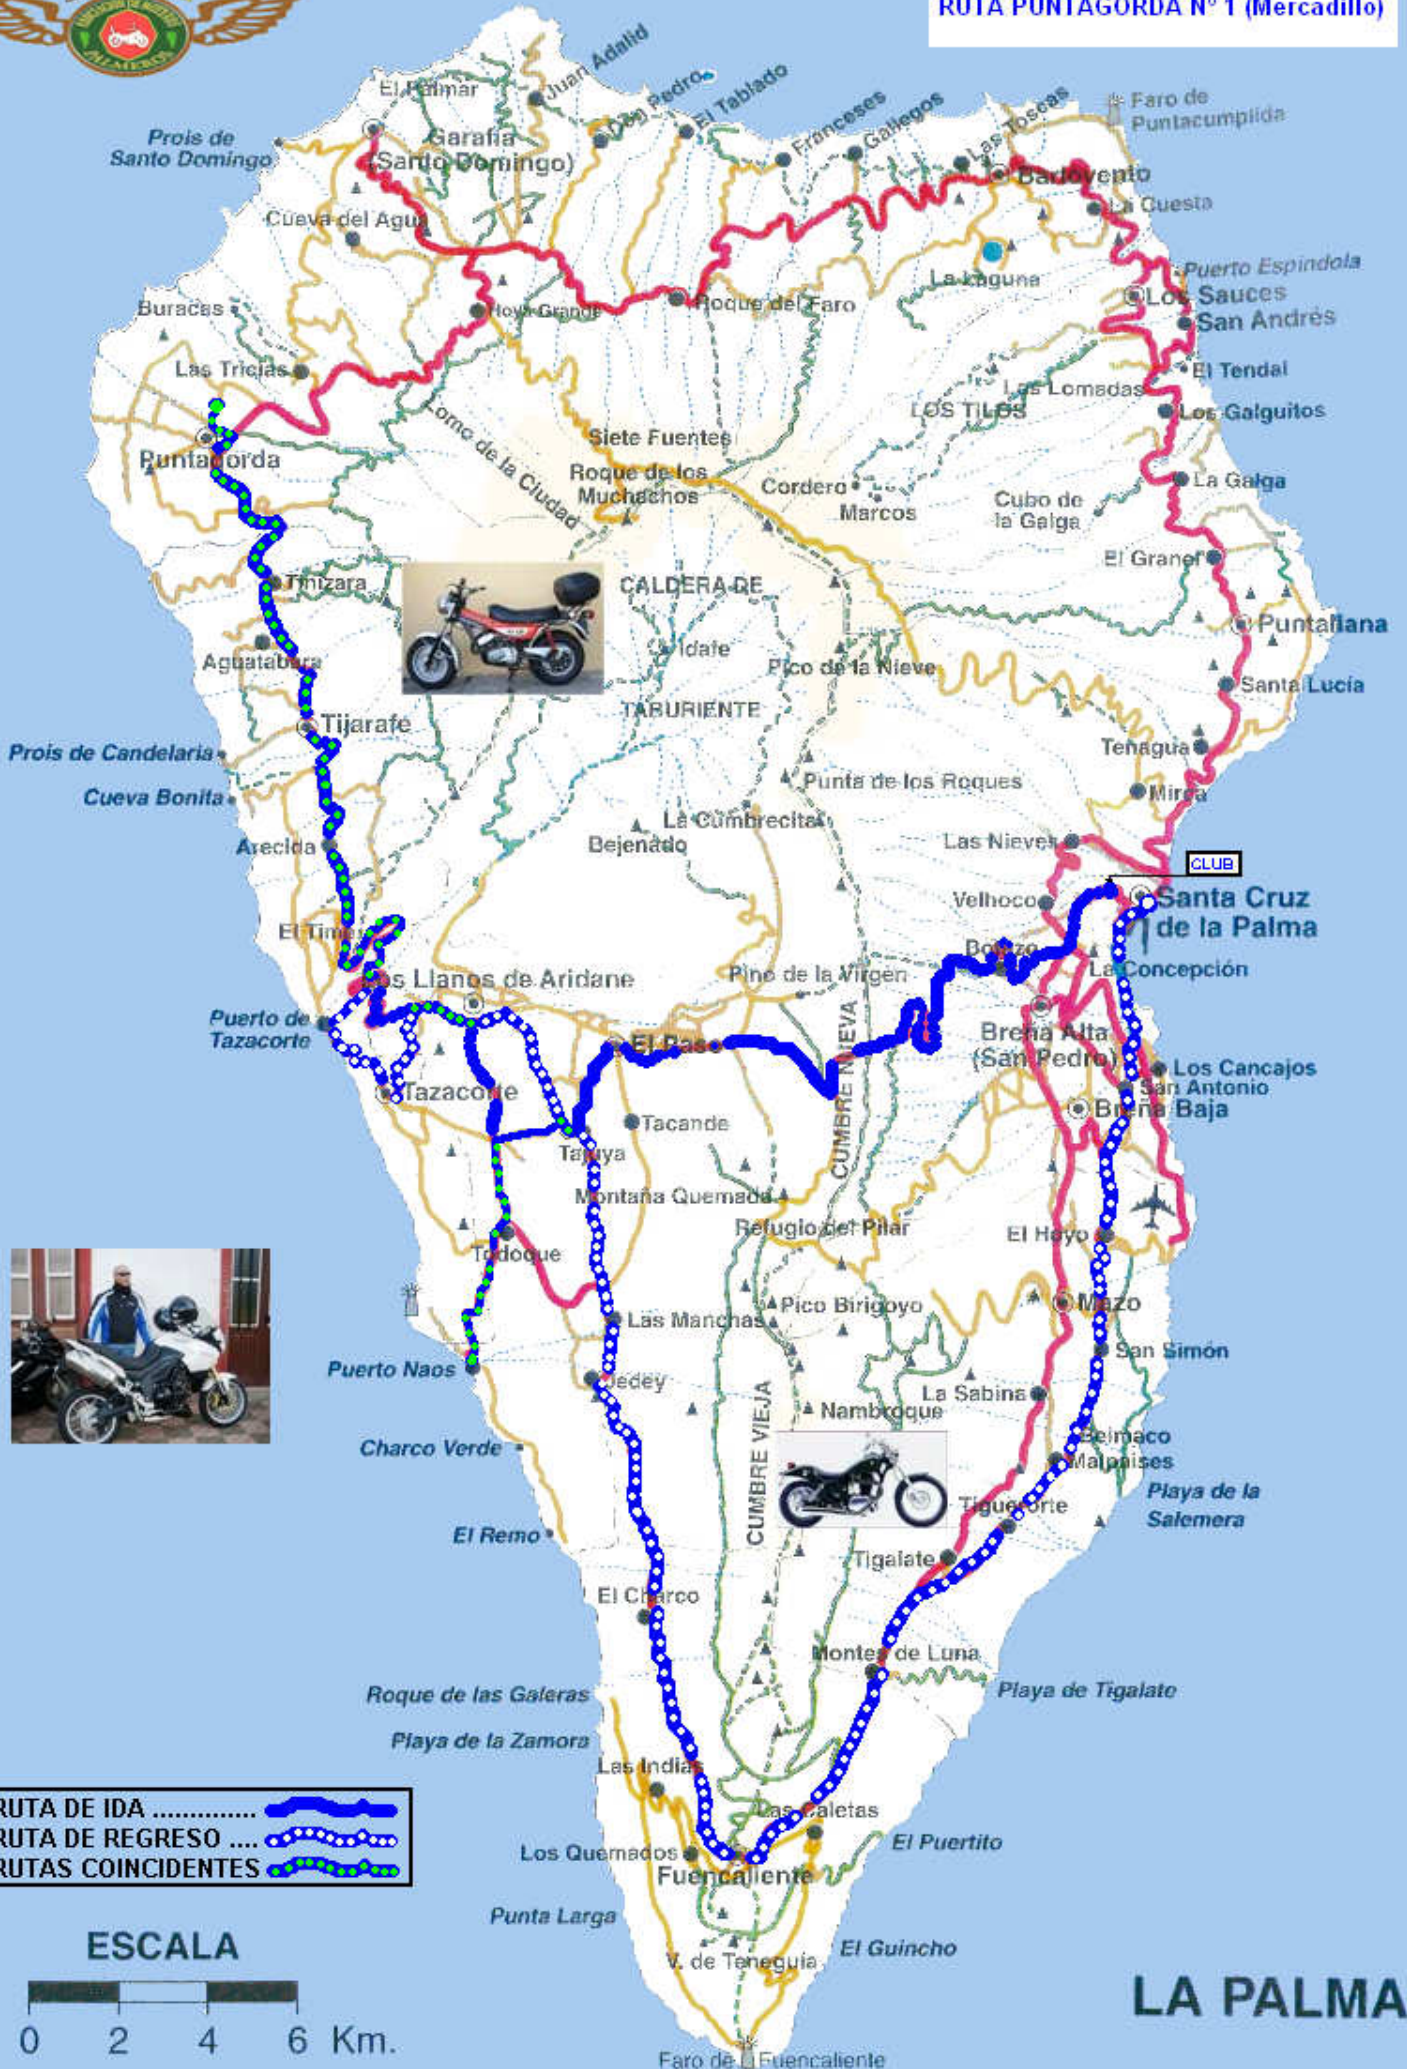 ASOCIACIÓN DE MOTEROS
PALMEROS
RUTA PUNTAGORDA Nº 1 (Mercadillo)
El Palmar
Juan Adalid
Don Pedro
El Tablado
Franceses
Gallegos
Las Toscas
Faro de
Puntacumplida
Prois de
Santo Domingo
Garafía
(Santo Domingo)
Barlovento
Cueva del Agua
La Cuesta
La Laguna
Puerto Espindola
Los Sauces
San Andrés
Buracas
Hoya Grande
Roque del Faro
Las Tricias
El Tendal
Las Lomadas
LOS TILOS
Los Galguitos
Lomo de la Ciudad
Siete Fuentes
Puntagorda
Roque de los
Muchachos
Cordero
Marcos
Cubo de
la Galga
La Galga
El Granel
Tinizara
CALDERA DE
Idafe
TABURIENTE
Pico de la Nieve
Puntallana
Aguatabara
Santa Lucía
Tijarafe
Tenagua
Prois de Candelaria
Cueva Bonita
Punta de los Roques
Mirca
La Cumbrecita
Bejenado
Arecida
Las Nieves
CLUB
Velhoco
Santa Cruz
de la Palma
El Time
Los Llanos de Aridane
Pino de la Virgen
La Concepción
Puerto de
Tazacorte
El Paso
CUMBRE NUEVA
Breña Alta
(San Pedro)
Los Cancajos
San Antonio
Tazacorte
Tacande
Breña Baja
Tajuya
Montaña Quemada
Refugio del Pilar
El Hoyo
Todoque
Pico Birigoyo
Mazo
Las Manchas
San Simón
Puerto Naos
Jedey
La Sabina
CUMBRE VIEJA
Nambroque
Charco Verde
Belmaco
Malpaises
Playa de la
Salemera
El Remo
Tiguerorte
Tigalate
El Charco
Montes de Luna
Roque de las Galeras
Playa de Tigalate
Playa de la Zamora
Las Indias
RUTA DE IDA ..............
RUTA DE REGRESO ....
RUTAS COINCIDENTES
Las Caletas
El Puertito
Los Quemados
Fuencaliente
Punta Larga
ESCALA
V. de Teneguía
El Guincho
0 2 4 6 Km.
LA PALMA
Faro de Fuencaliente